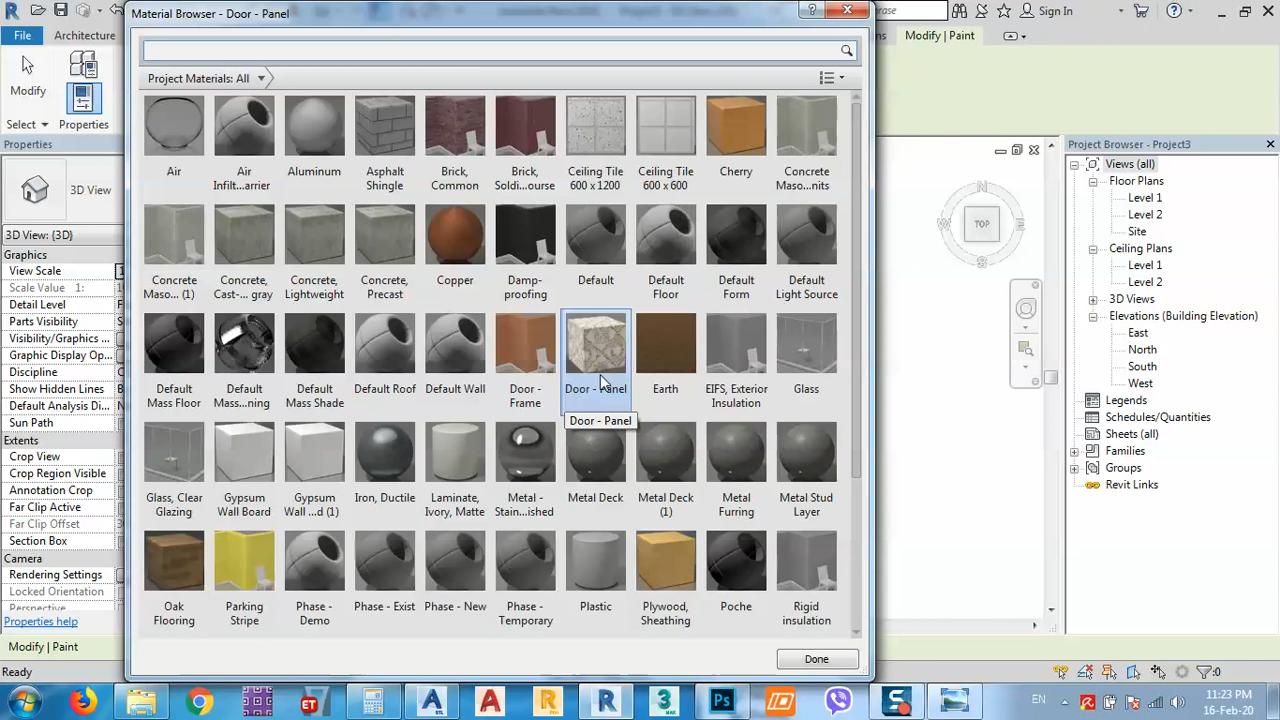 Material Browser - Door - Panel
erse
Sign In
File
Architecture
ns
Modify | Paint
Modify
Select
Properties
Project Materials: All
Air
Air Infilt...arrier
Aluminum
Asphalt Shingle
Brick, Common
Brick, Soldi...ourse
Ceiling Tile 600 x 1200
Ceiling Tile 600 x 600
Cherry
Concrete Maso...nits
Concrete Maso... (1)
Concrete, Cast-... gray
Concrete, Lightweight
Concrete, Precast
Copper
Damp-proofing
Default
Default Floor
Default Form
Default Light Source
Default Mass Floor
Default Mass...ning
Default Mass Shade
Default Roof
Default Wall
Door - Frame
Door - Panel
Earth
EIFS, Exterior Insulation
Glass
Door - Panel
Glass, Clear Glazing
Gypsum Wall Board
Gypsum Wall ...d (1)
Iron, Ductile
Laminate, Ivory, Matte
Metal - Stain...ished
Metal Deck
Metal Deck (1)
Metal Furring
Metal Stud Layer
Oak Flooring
Parking Stripe
Phase - Demo
Phase - Exist
Phase - New
Phase - Temporary
Plastic
Plywood, Sheathing
Poche
Rigid insulation
Done
Properties
3D View
3D View: {3D}
Graphics
View Scale
Scale Value 1:
Detail Level
Parts Visibility
Visibility/Graphics ...
Graphic Display Op...
Discipline
Show Hidden Lines
Default Analysis Di...
Sun Path
Extents
Crop View
Crop Region Visible
Annotation Crop
Far Clip Active
Far Clip Offset
Section Box
Camera
Rendering Settings
Locked Orientation
Perspective
Properties help
Modify | Paint
Ready
TOP
Project Browser - Project3
Views (all)
Floor Plans
Level 1
Level 2
Site
Ceiling Plans
Level 1
Level 2
3D Views
Elevations (Building Elevation)
East
North
South
West
Legends
Schedules/Quantities
Sheets (all)
Families
Groups
Revit Links
:0
EN
11:23 PM
16-Feb-20